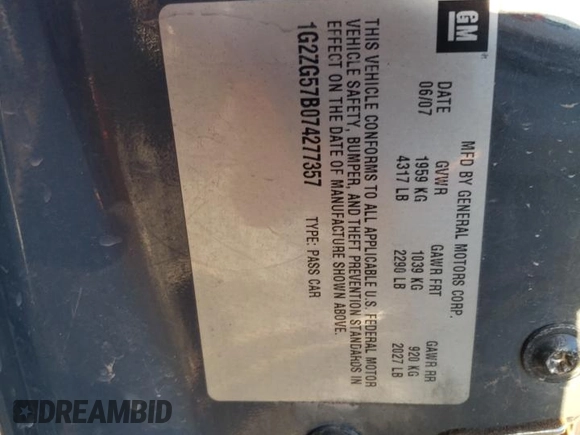 GM
MFD BY GENERAL MOTORS CORP.
DATE GVWR GAWR FRT GAWR RR
06/07 1959 KG 1039 KG 920 KG
4317 LB 2290 LB 2027 LB
THIS VEHICLE CONFORMS TO ALL APPLICABLE U.S. FEDERAL MOTOR
VEHICLE SAFETY, BUMPER, AND THEFT PREVENTION STANDARDS IN
EFFECT ON THE DATE OF MANUFACTURE SHOWN ABOVE.
1G2ZG57B074277357 TYPE: PASS CAR
DREAMBID